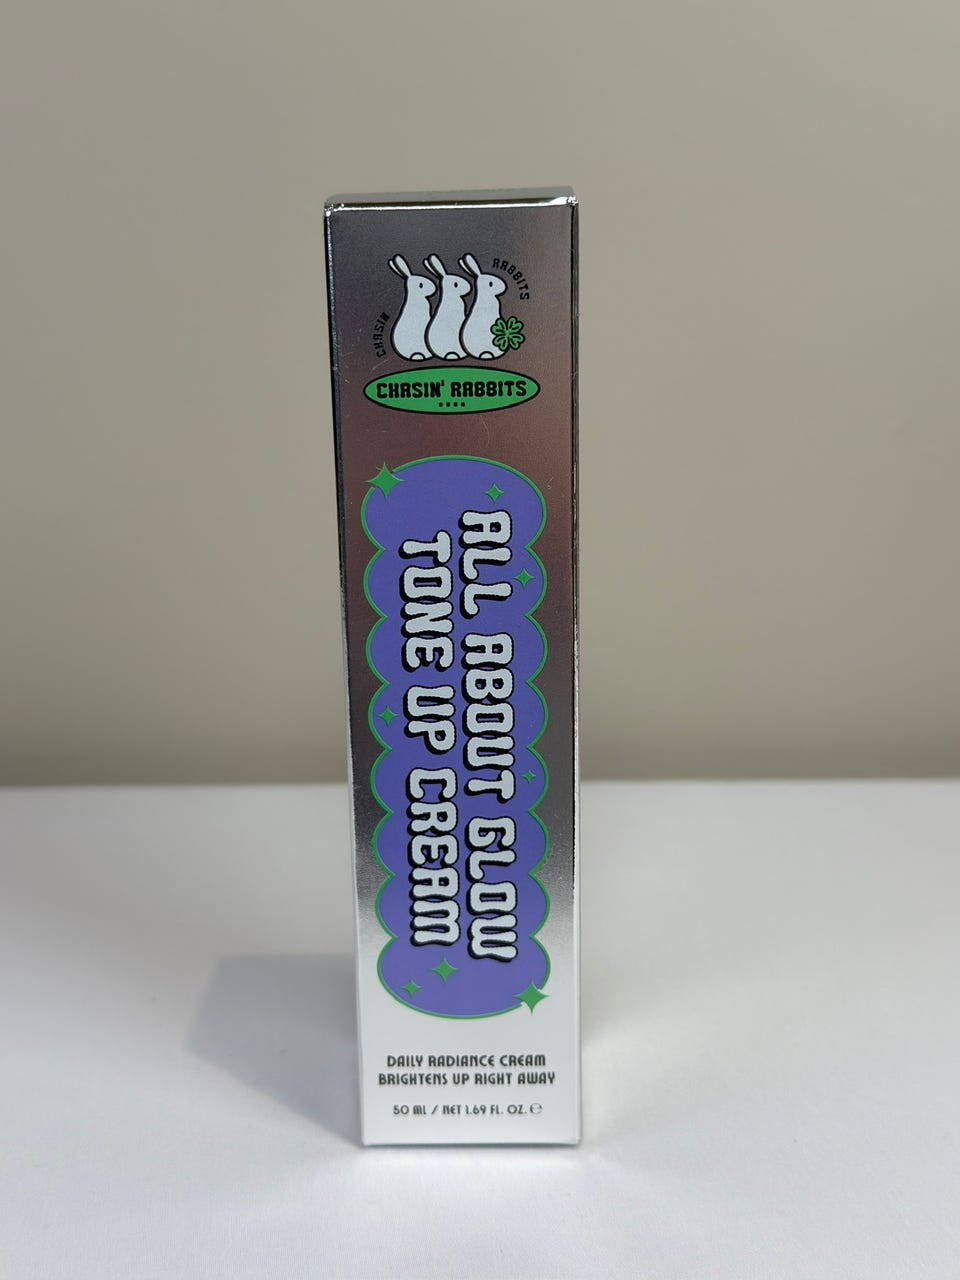 CHASIN RABBITS
CHASIN' RABBITS
ALL ABOUT GLOW
TONE UP CREAM
DAILY RADIANCE CREAM
BRIGHTENS UP RIGHT AWAY
50 ML / NET 1.69 FL. OZ. ℮